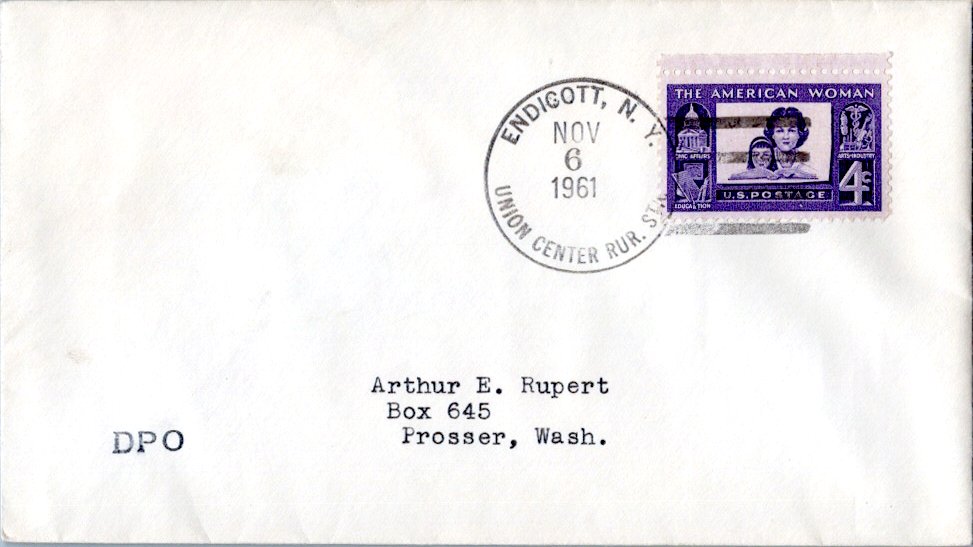 ENDICOTT, N. Y.
NOV
6
1961
UNION CENTER RUR. STA.
THE AMERICAN WOMAN
CIVIC AFFAIRS
ARTS-INDUSTRY
EDUCATION
U.S. POSTAGE
4c
Arthur E. Rupert
Box 645
Prosser, Wash.
DPO